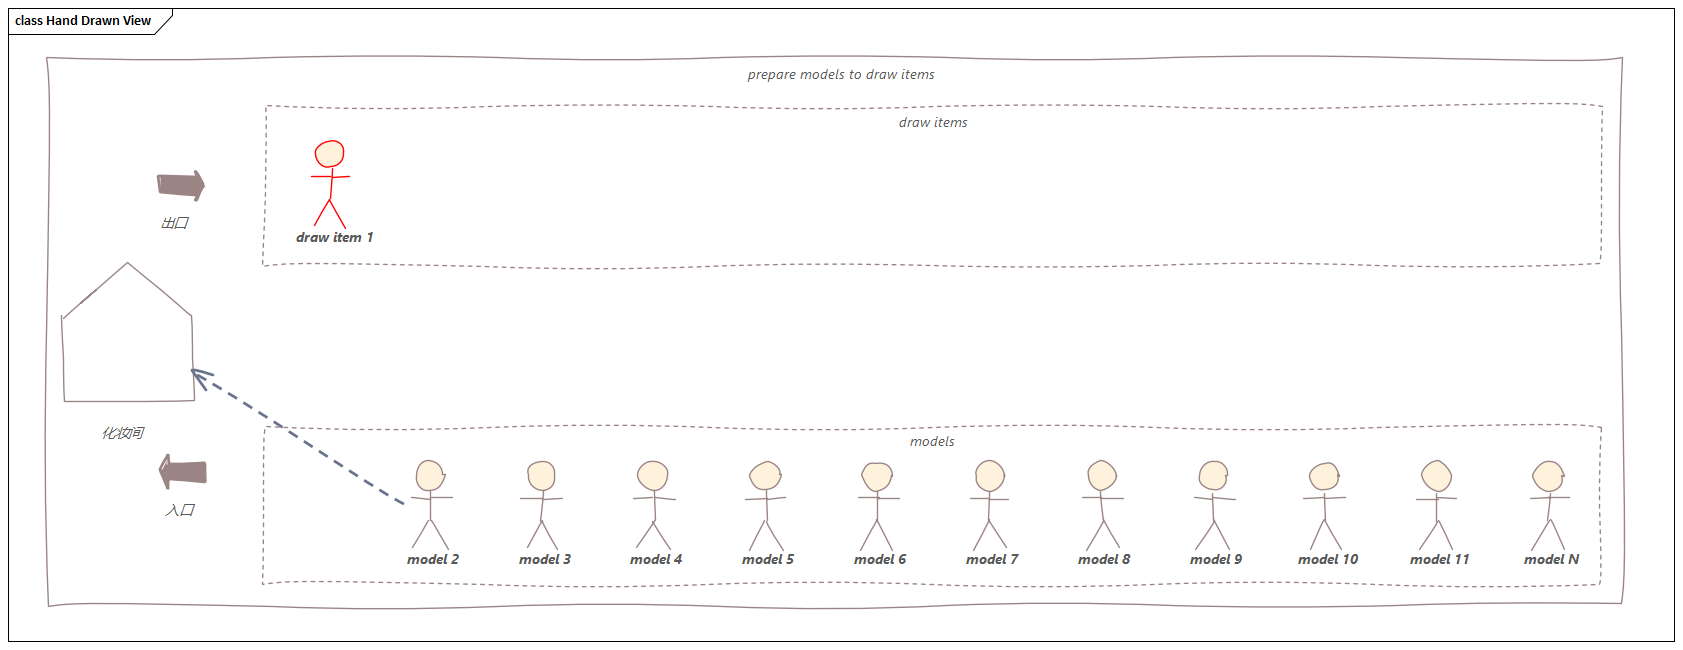 class Hand Drawn View
prepare models to draw items
draw items
draw item 1
出口
化妆间
models
入口
model 2
model 3
model 4
model 5
model 6
model 7
model 8
model 9
model 10
model 11
model N